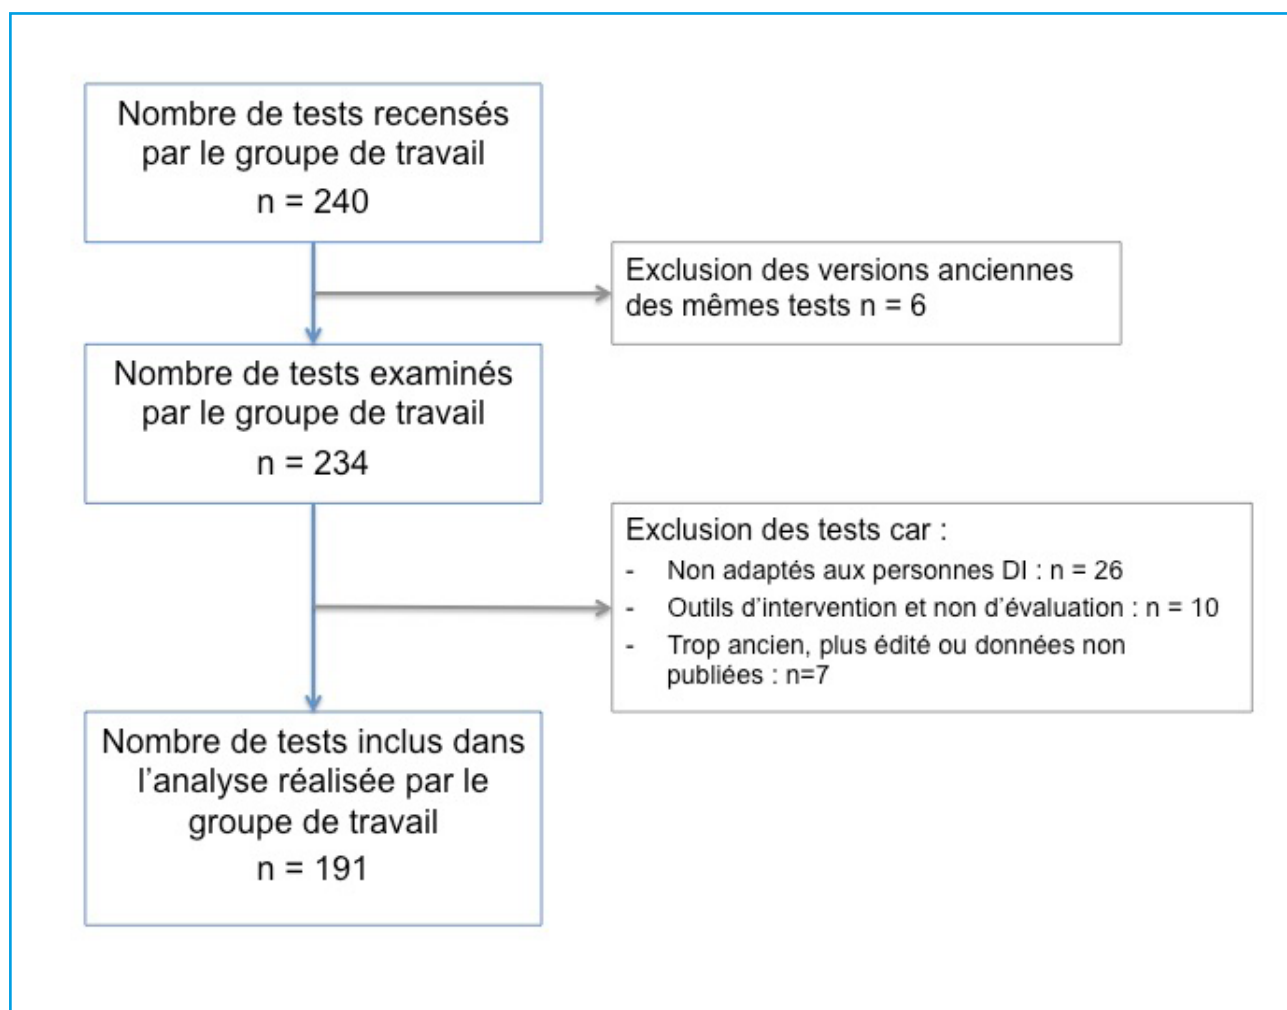 Nombre de tests recensés
par le groupe de travail
n = 240
Exclusion des versions anciennes
des mêmes tests n = 6
Nombre de tests examinés
par le groupe de travail
n = 234
Exclusion des tests car :
- Non adaptés aux personnes DI : n = 26
- Outils d'intervention et non d'évaluation : n = 10
- Trop ancien, plus édité ou données non
publiées : n=7
Nombre de tests inclus dans
l'analyse réalisée par le
groupe de travail
n = 191